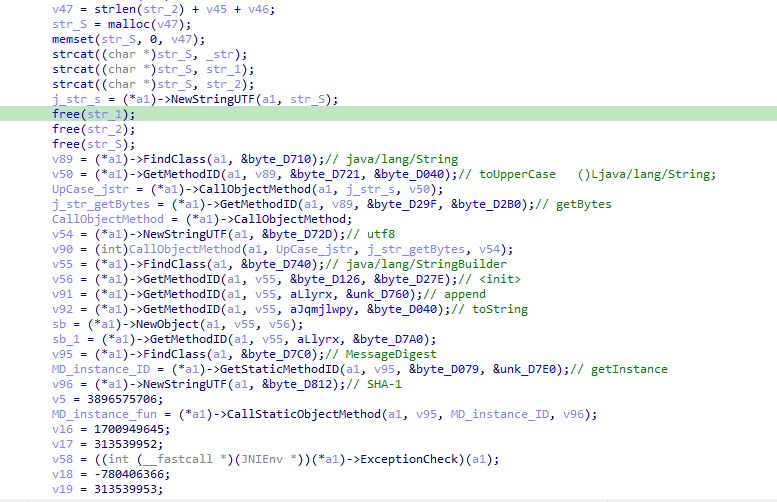 v47 = strlen(str_2) + v45 + v46;
str_S = malloc(v47);
memset(str_S, 0, v47);
strcat((char *)str_S, _str);
strcat((char *)str_S, str_1);
strcat((char *)str_S, str_2);
j_str_s = (*a1)->NewStringUTF(a1, str_S);
free(str_1);
free(str_2);
free(str_S);
v89 = (*a1)->FindClass(a1, &byte_D710);// java/lang/String
v50 = (*a1)->GetMethodID(a1, v89, &byte_D721, &byte_D040);// toUpperCase   ()Ljava/lang/String;
UpCase_jstr = (*a1)->CallObjectMethod(a1, j_str_s, v50);
j_str_getBytes = (*a1)->GetMethodID(a1, v89, &byte_D29F, &byte_D2B0);// getBytes
CallObjectMethod = (*a1)->CallObjectMethod;
v54 = (*a1)->NewStringUTF(a1, &byte_D72D);// utf8
v90 = (int)CallObjectMethod(a1, UpCase_jstr, j_str_getBytes, v54);
v55 = (*a1)->FindClass(a1, &byte_D740);// java/lang/StringBuilder
v56 = (*a1)->GetMethodID(a1, v55, &byte_D126, &byte_D27E);// <init>
v91 = (*a1)->GetMethodID(a1, v55, aLlyrx, &unk_D760);// append
v92 = (*a1)->GetMethodID(a1, v55, aJqmjlwpy, &byte_D040);// toString
sb = (*a1)->NewObject(a1, v55, v56);
sb_1 = (*a1)->GetMethodID(a1, v55, aLlyrx, &byte_D7A0);
v95 = (*a1)->FindClass(a1, &byte_D7C0);// MessageDigest
MD_instance_ID = (*a1)->GetStaticMethodID(a1, v95, &byte_D079, &unk_D7E0);// getInstance
v96 = (*a1)->NewStringUTF(a1, &byte_D812);// SHA-1
v5 = 3896575706;
MD_instance_fun = (*a1)->CallStaticObjectMethod(a1, v95, MD_instance_ID, v96);
v16 = 1700949645;
v17 = 313539952;
v58 = ((int (__fastcall *)(JNIEnv *))(*a1)->ExceptionCheck)(a1);
v18 = -780406366;
v19 = 313539953;